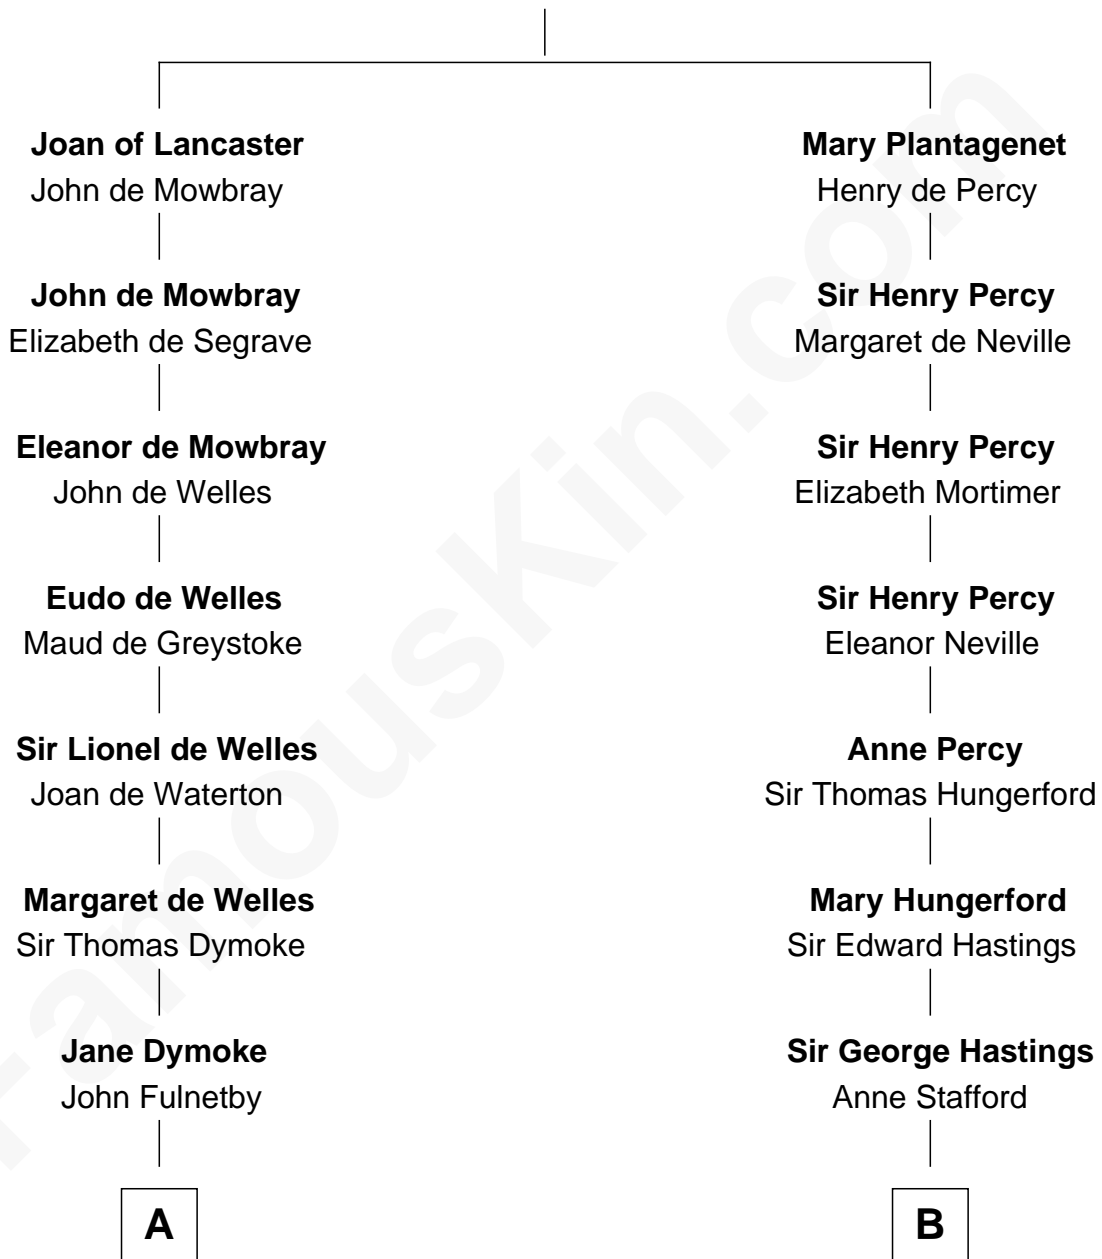 Joan of Lancaster
John de Mowbray
Mary Plantagenet
Henry de Percy
John de Mowbray
Elizabeth de Segrave
Sir Henry Percy
Margaret de Neville
Eleanor de Mowbray
John de Welles
Sir Henry Percy
Elizabeth Mortimer
Eudo de Welles
Maud de Greystoke
Sir Henry Percy
Eleanor Neville
Sir Lionel de Welles
Joan de Waterton
Anne Percy
Sir Thomas Hungerford
Margaret de Welles
Sir Thomas Dymoke
Mary Hungerford
Sir Edward Hastings
Jane Dymoke
John Fulnetby
Sir George Hastings
Anne Stafford
A
B
FamousKin.com